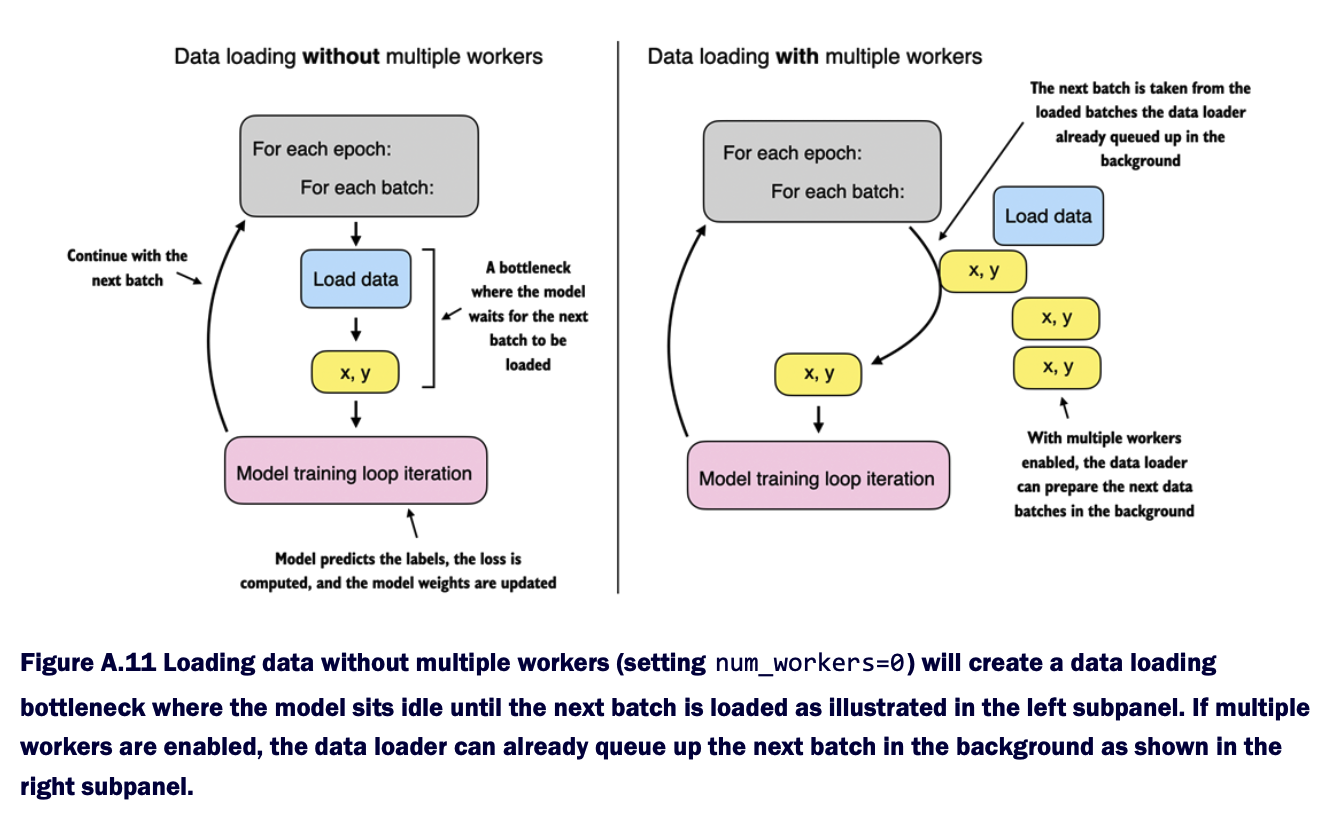 Data loading without multiple workers
For each epoch:
For each batch:
Continue with the
next batch
Load data
x, y
A bottleneck
where the model
waits for the next
batch to be
loaded
Model training loop iteration
Model predicts the labels, the loss is
computed, and the model weights are updated
Data loading with multiple workers
The next batch is taken from the
loaded batches the data loader
already queued up in the
background
For each epoch:
For each batch:
Load data
x, y
x, y
x, y
x, y
Model training loop iteration
With multiple workers
enabled, the data loader
can prepare the next data
batches in the background
Figure A.11 Loading data without multiple workers (setting num_workers=0) will create a data loading
bottleneck where the model sits idle until the next batch is loaded as illustrated in the left subpanel. If multiple
workers are enabled, the data loader can already queue up the next batch in the background as shown in the
right subpanel.